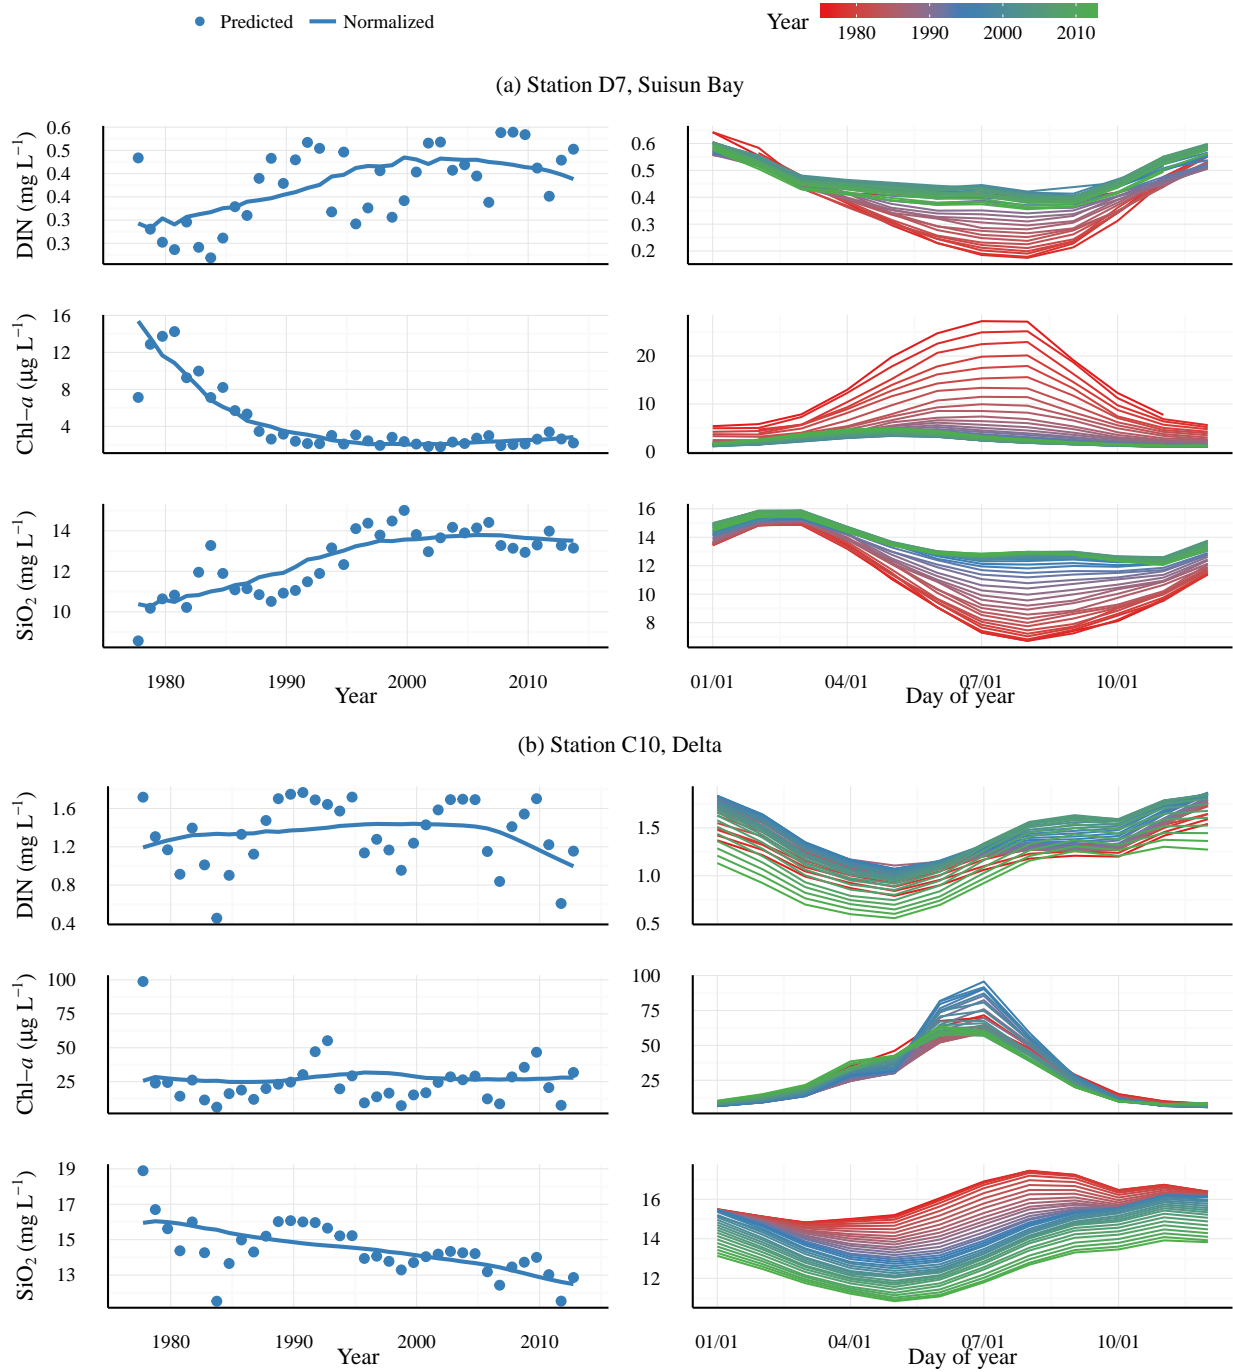 Predicted Normalized
Year 1980 1990 2000 2010
(a) Station D7, Suisun Bay
DIN (mg L−1)
0.6
0.5
0.4
0.3
0.3
0.6
0.5
0.4
0.3
0.2
Chl−a (µg L−1)
16
12
8
4
20
10
0
SiO2 (mg L−1)
14
12
10
16
14
12
10
8
1980 1990 2000 2010
Year
01/01 04/01 07/01 10/01
Day of year
(b) Station C10, Delta
DIN (mg L−1)
1.6
1.2
0.8
0.4
1.5
1.0
0.5
Chl−a (µg L−1)
100
75
50
25
100
75
50
25
SiO2 (mg L−1)
19
17
15
13
16
14
12
1980 1990 2000 2010
Year
01/01 04/01 07/01 10/01
Day of year